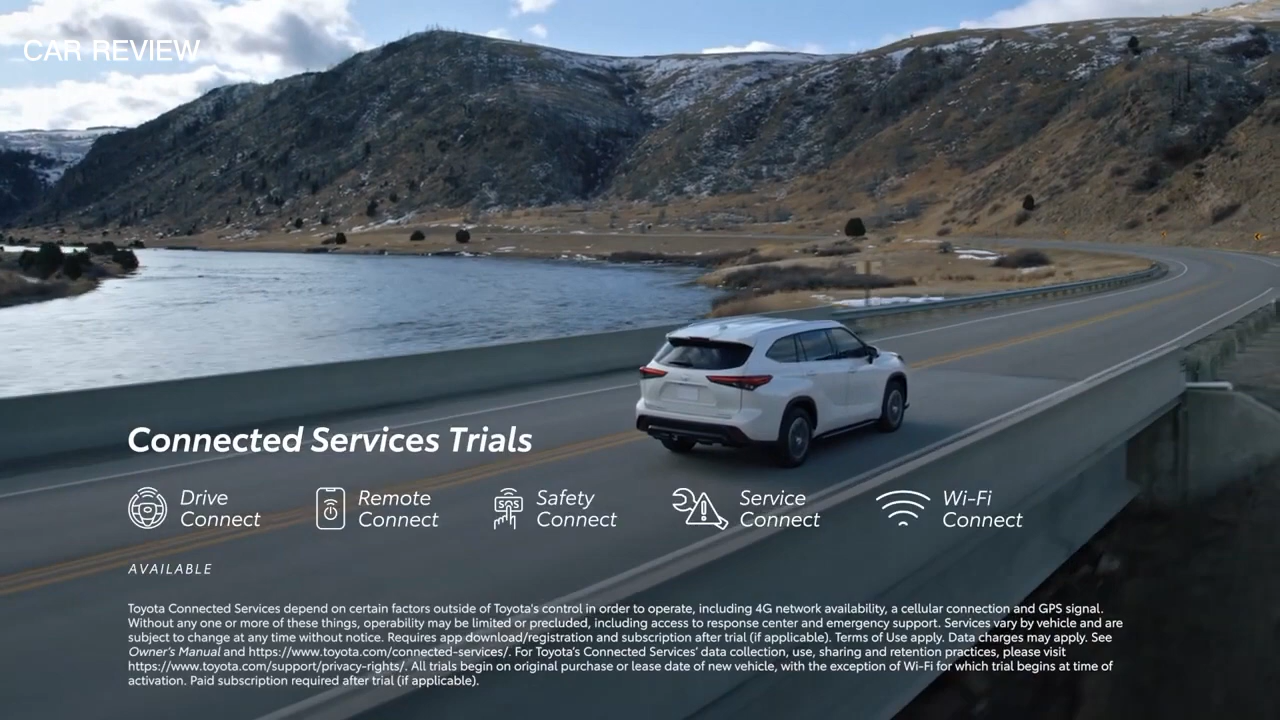 CAR REVIEW
Connected Services Trials
Drive
Connect
Remote
Connect
SOS
Safety
Connect
Service
Connect
Wi-Fi
Connect
AVAILABLE
Toyota Connected Services depend on certain factors outside of Toyota's control in order to operate, including 4G network availability, a cellular connection and GPS signal.
Without any one or more of these things, operability may be limited or precluded, including access to response center and emergency support. Services vary by vehicle and are
subject to change at any time without notice. Requires app download/registration and subscription after trial (if applicable). Terms of Use apply. Data charges may apply. See
Owner's Manual and https://www.toyota.com/connected-services/. For Toyota's Connected Services' data collection, use, sharing and retention practices, please visit
https://www.toyota.com/support/privacy-rights/. All trials begin on original purchase or lease date of new vehicle, with the exception of Wi-Fi for which trial begins at time of
activation. Paid subscription required after trial (if applicable).